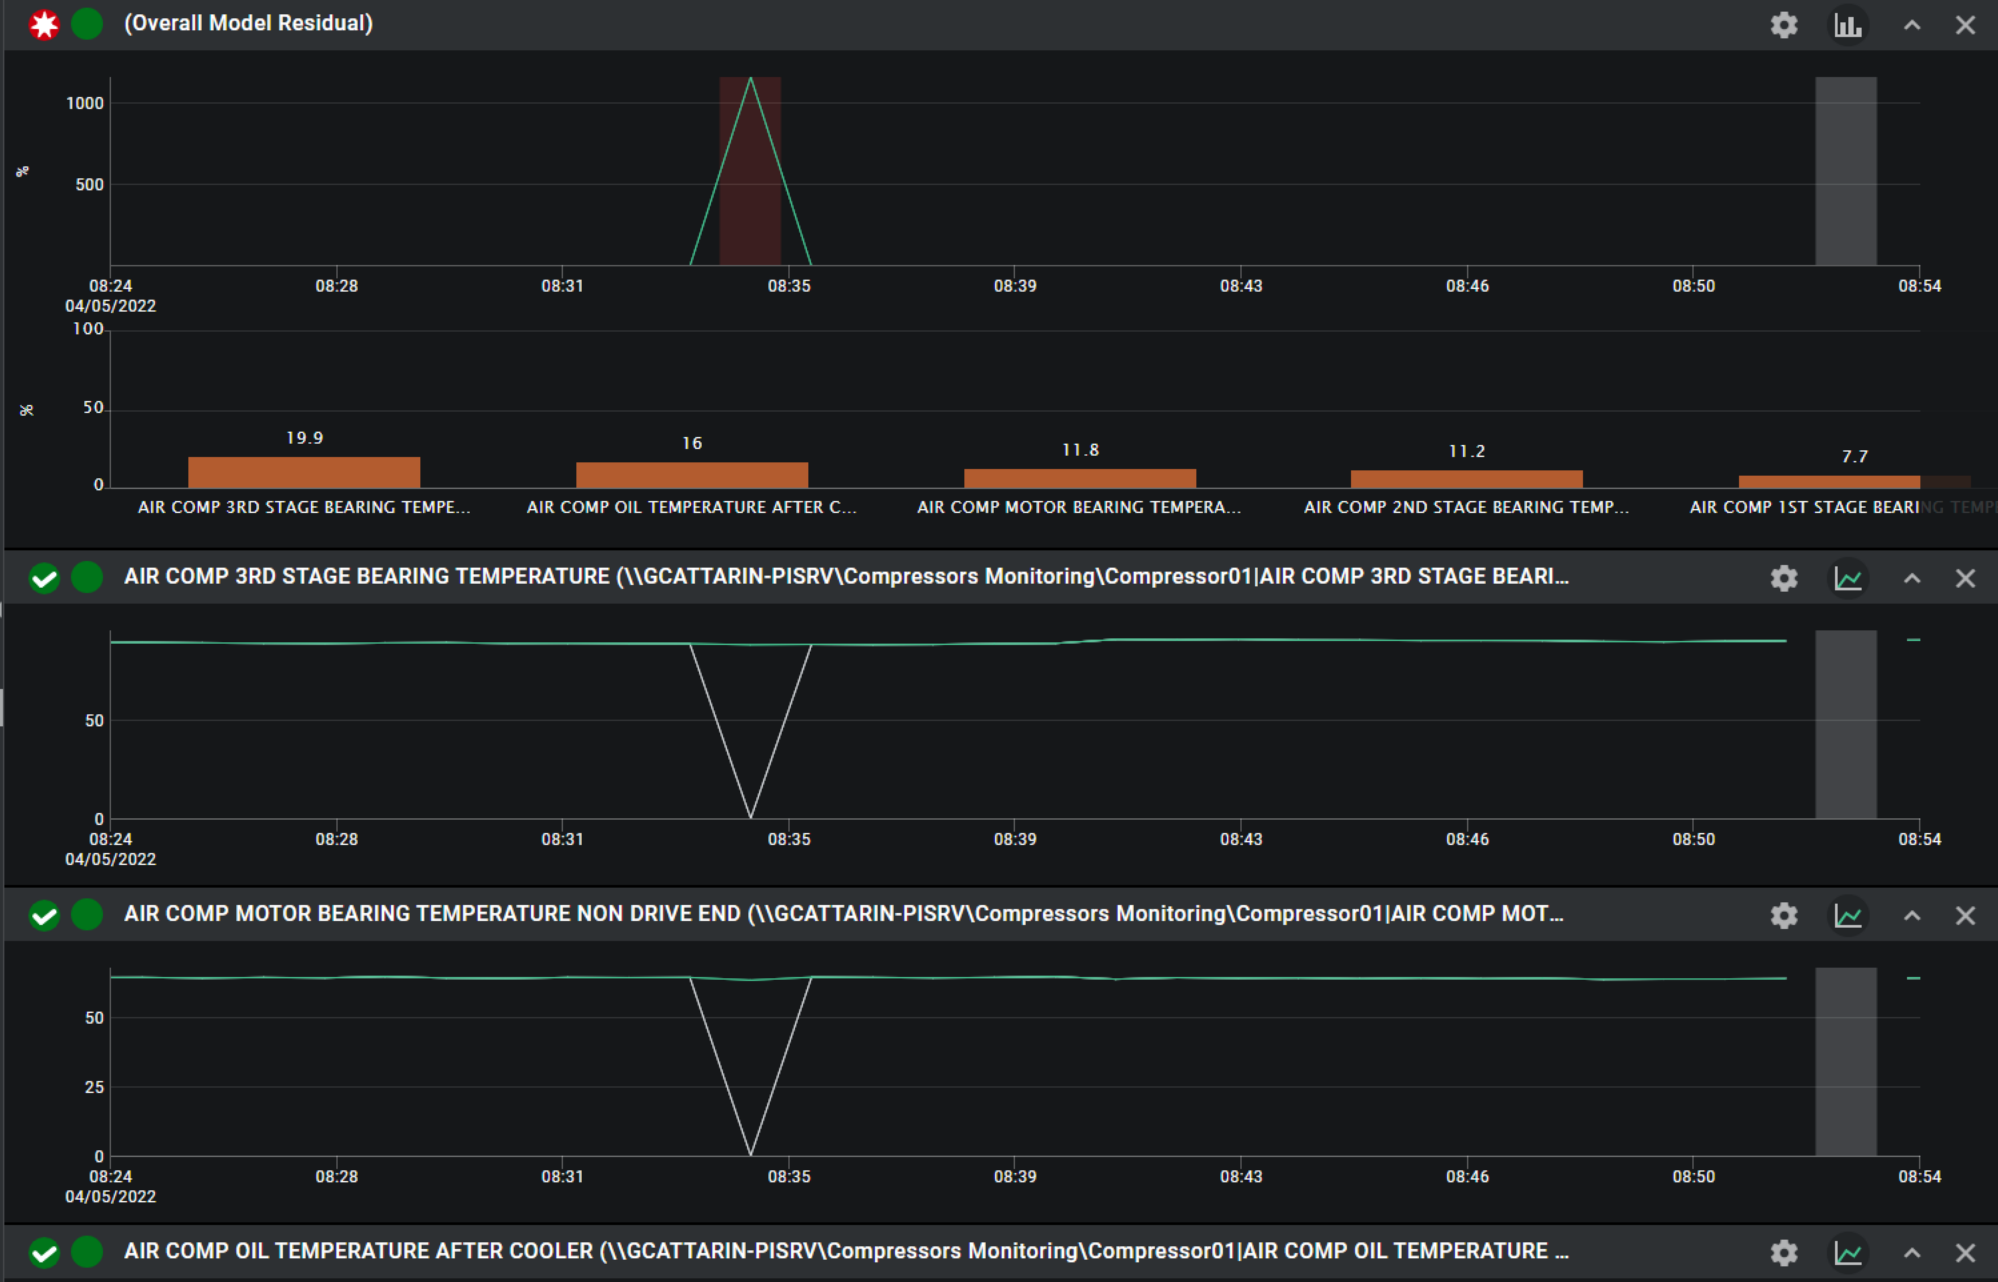 (Overall Model Residual)
1000
%
500
08:24 08:28 08:31 08:35 08:39 08:43 08:46 08:50 08:54
04/05/2022
100
50
%
0
19.9 16 11.8 11.2 7.7
AIR COMP 3RD STAGE BEARING TEMPE... AIR COMP OIL TEMPERATURE AFTER C... AIR COMP MOTOR BEARING TEMPERA... AIR COMP 2ND STAGE BEARING TEMP... AIR COMP 1ST STAGE BEARING TEMP
AIR COMP 3RD STAGE BEARING TEMPERATURE (\\GCATTARIN-PISRV\Compressors Monitoring\Compressor01|AIR COMP 3RD STAGE BEARI...
50
0
08:24 08:28 08:31 08:35 08:39 08:43 08:46 08:50 08:54
04/05/2022
AIR COMP MOTOR BEARING TEMPERATURE NON DRIVE END (\\GCATTARIN-PISRV\Compressors Monitoring\Compressor01|AIR COMP MOT...
50
25
0
08:24 08:28 08:31 08:35 08:39 08:43 08:46 08:50 08:54
04/05/2022
AIR COMP OIL TEMPERATURE AFTER COOLER (\\GCATTARIN-PISRV\Compressors Monitoring\Compressor01|AIR COMP OIL TEMPERATURE ...